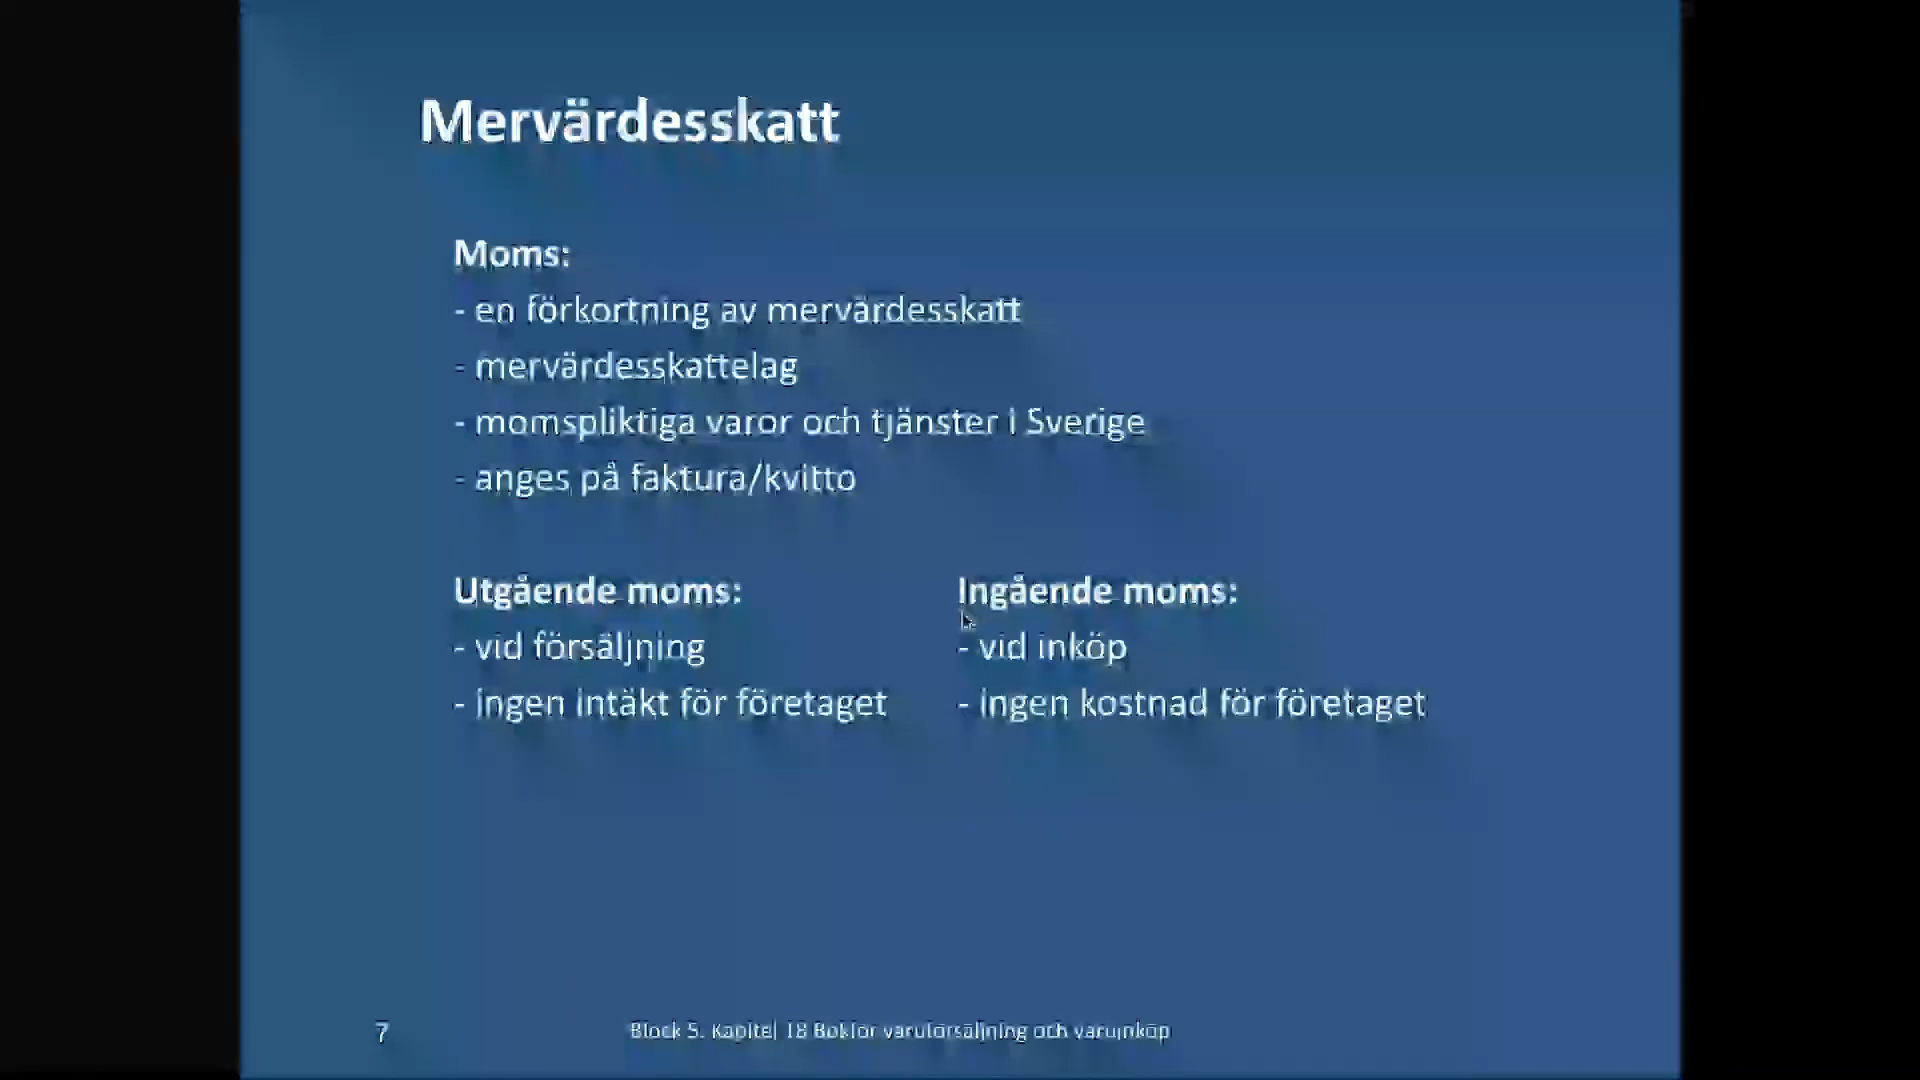 Mervärdesskatt
Moms:
- en förkortning av mervärdesskatt
- mervärdesskattelag
- momspliktiga varor och tjänster i Sverige
- anges på faktura/kvitto
Utgående moms:
- vid försäljning
- ingen intäkt för företaget
Ingående moms:
- vid inköp
- ingen kostnad för företaget
7
Block 5. Kapitel 18 Bokför varuförsäljning och varuinköp